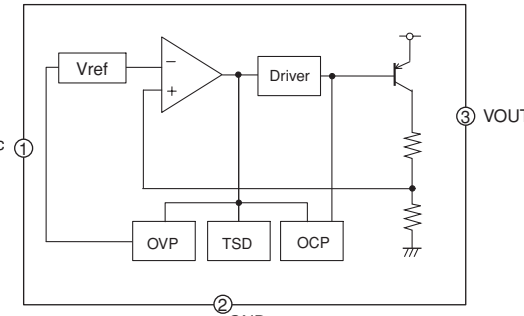 Vref
−
+
Driver
c ①
③ VOUT
OVP
TSD
OCP
②